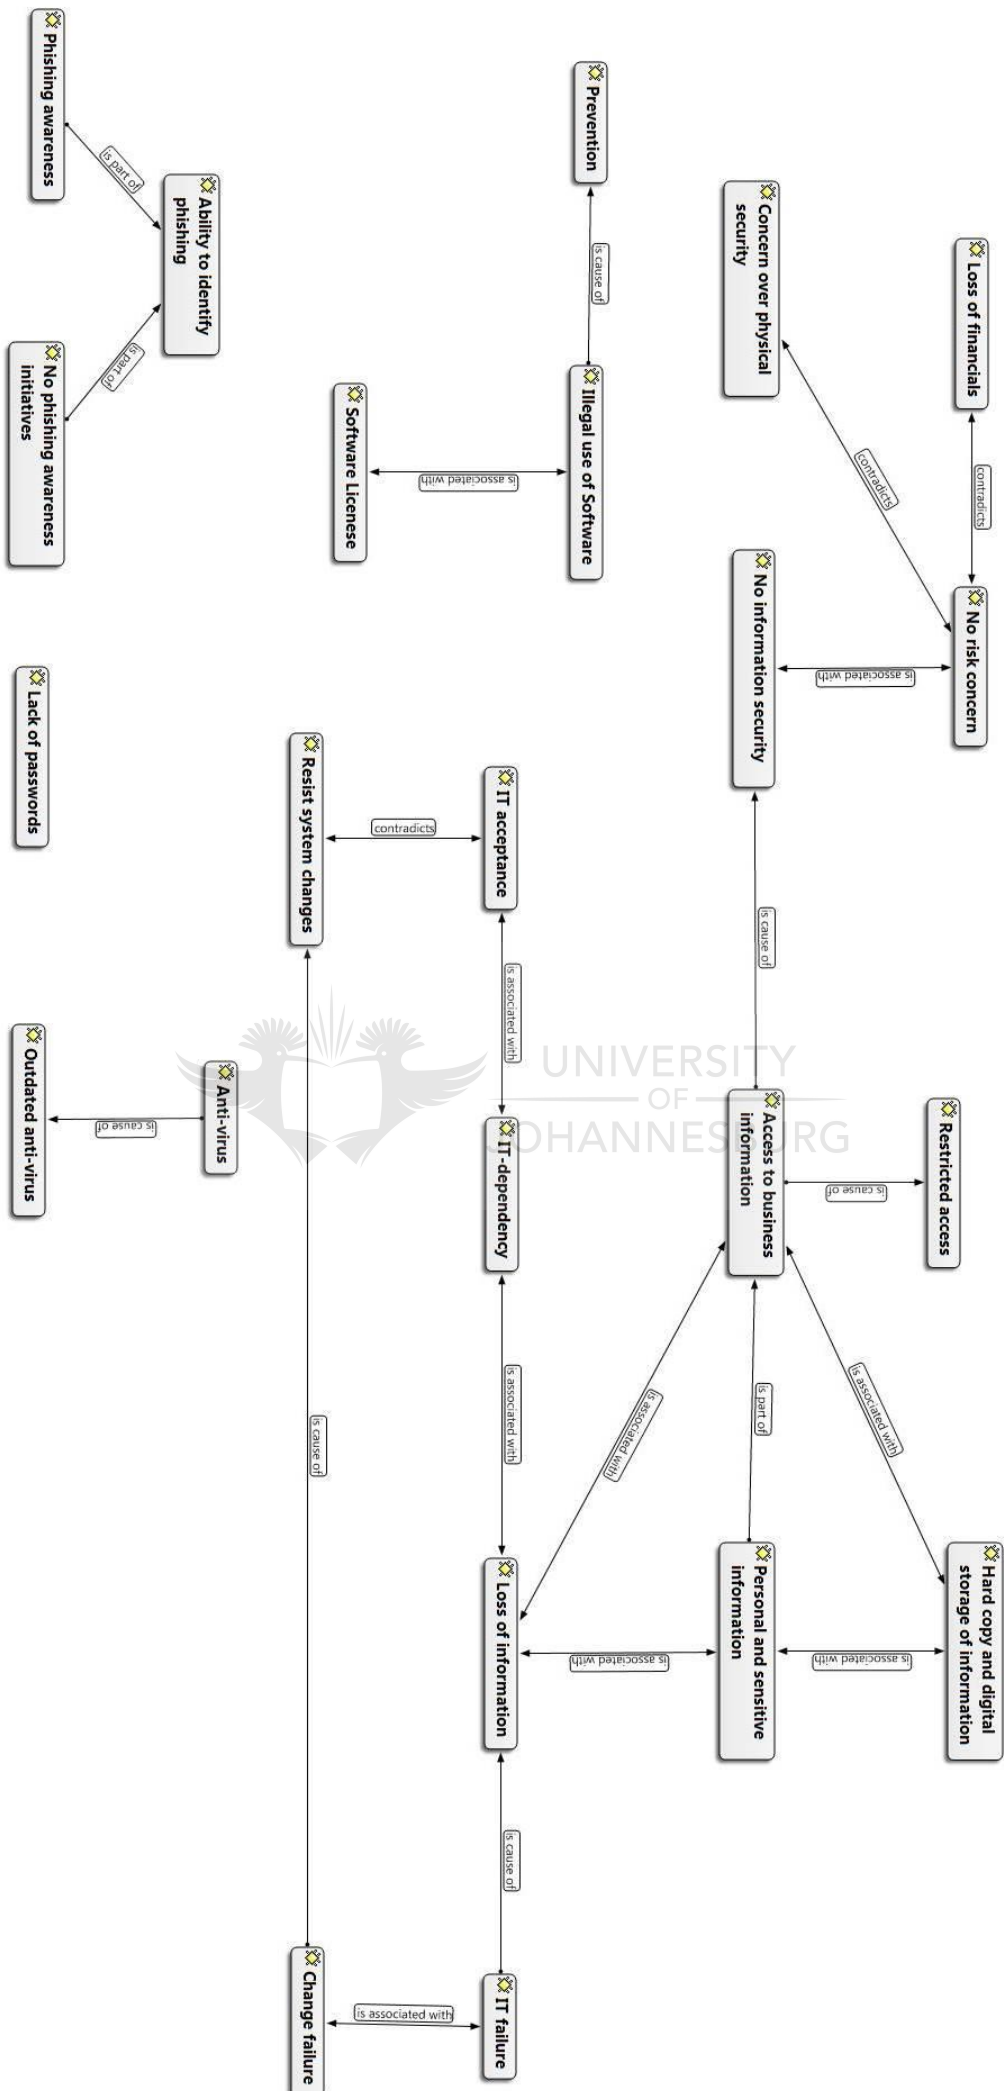 Loss of financials
contradicts
No risk concern
Restricted access
Hard copy and digital
storage of information
contradicts
is associated with
is cause of
is associated with
is associated with
Concern over physical
security
No information security
is cause of
Access to business
information
is part of
Personal and sensitive
information
is associated with
is associated with
Prevention
is cause of
Illegal use of Software
is associated with
Software Licenese
IT acceptance
is associated with
IT-dependency
is associated with
Loss of information
is cause of
IT failure
contradicts
is associated with
Resist system changes
is cause of
Change failure
Ability to identify
phishing
is part of
is part of
Phishing awareness
No phishing awareness
initiatives
Lack of passwords
Anti-virus
is cause of
Outdated anti-virus
UNIVERSITY
OF
JOHANNESBURG